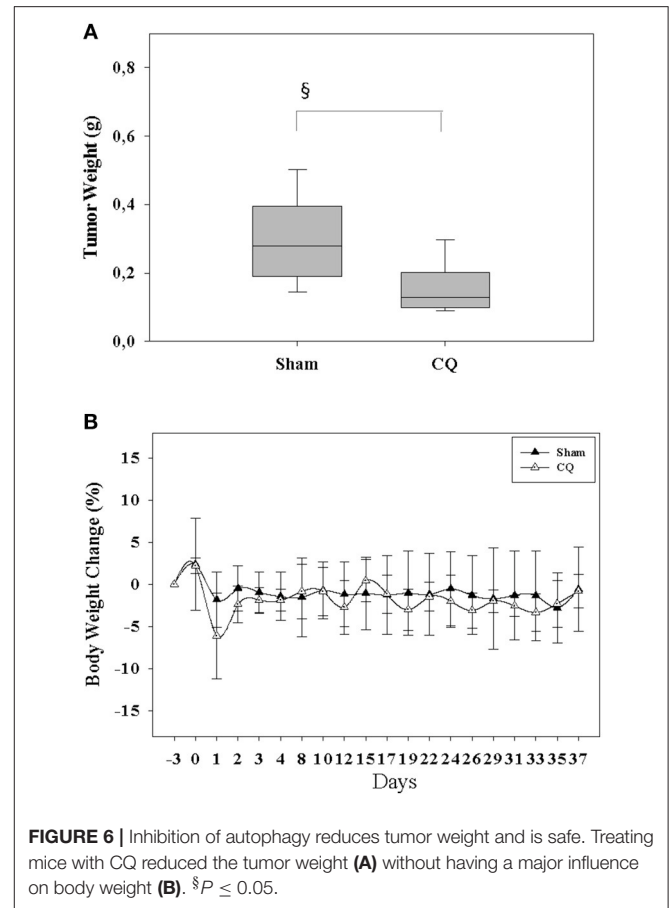 A
0,8
§
0,6
Tumor Weight (g)
0,4
0,2
0,0
Sham CQ
B
Sham
CQ
15
10
5
0
-5
-10
-15
Body Weight Change (%)
-3 0 1 2 3 4 8 10 12 15 17 19 22 24 26 29 31 33 35 37
Days
FIGURE 6 | Inhibition of autophagy reduces tumor weight and is safe. Treating
mice with CQ reduced the tumor weight (A) without having a major influence
on body weight (B). §P ≤ 0.05.